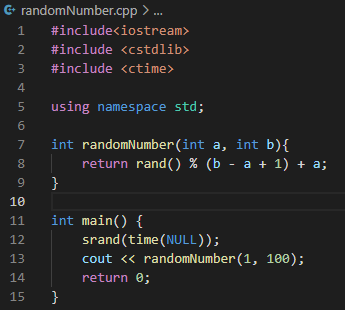 randomNumber.cpp > ...
1 #include<iostream>
2 #include <cstdlib>
3 #include <ctime>
4
5 using namespace std;
6
7 int randomNumber(int a, int b){
8     return rand() % (b - a + 1) + a;
9 }
10
11 int main() {
12     srand(time(NULL));
13     cout << randomNumber(1, 100);
14     return 0;
15 }